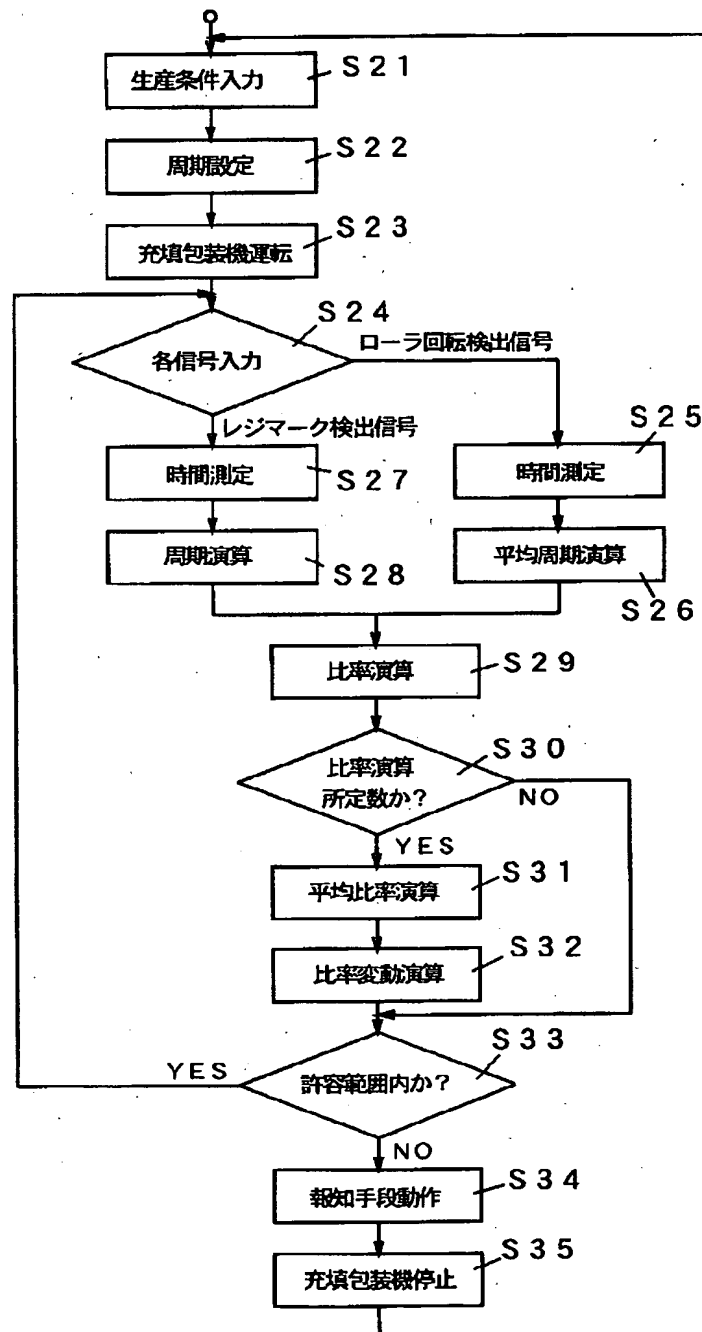 生産条件入力
S21
周期設定
S22
充填包装機運転
S23
各信号入力
S24
ローラ回転検出信号
レジマーク検出信号
時間測定
S27
時間測定
S25
周期演算
S28
平均周期演算
S26
比率演算
S29
比率演算
所定数か?
S30
NO
YES
平均比率演算
S31
比率変動演算
S32
許容範囲内か?
S33
YES
NO
報知手段動作
S34
充填包装機停止
S35